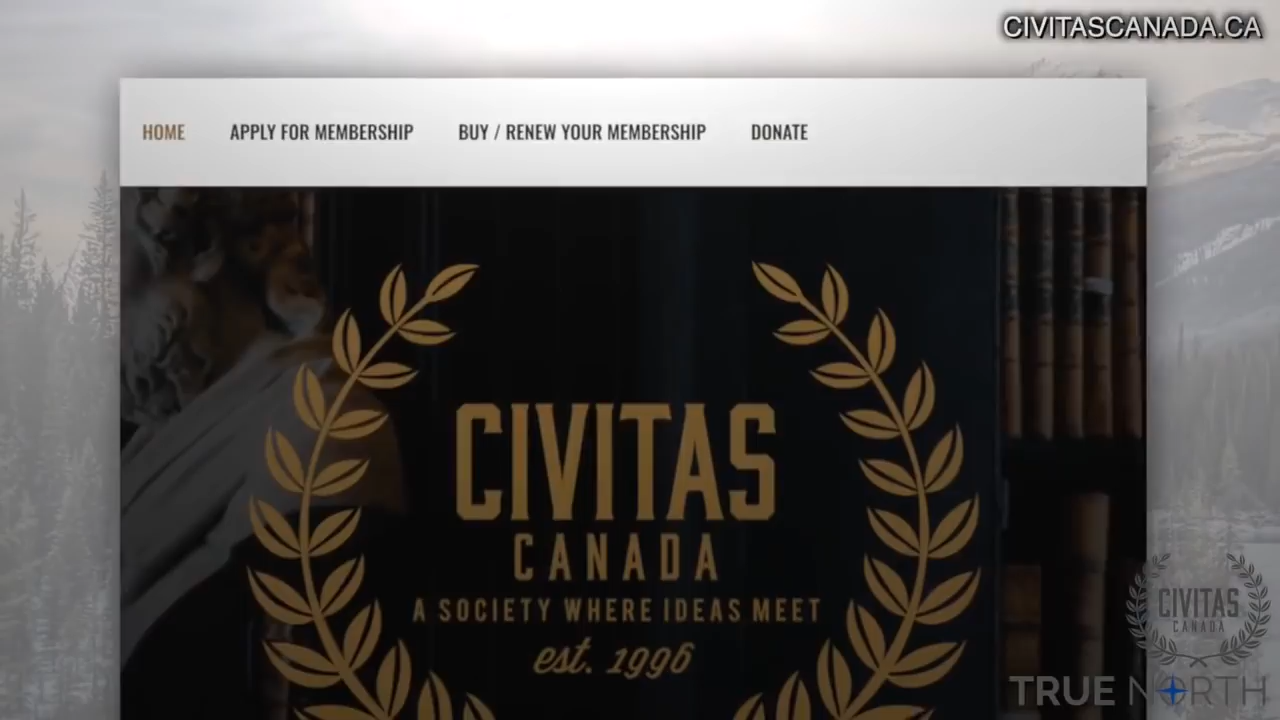 CIVITASCANADA.CA
HOME APPLY FOR MEMBERSHIP BUY / RENEW YOUR MEMBERSHIP DONATE
CIVITAS
CANADA
A SOCIETY WHERE IDEAS MEET
est. 1996
CIVITAS
CANADA
TRUE NORTH